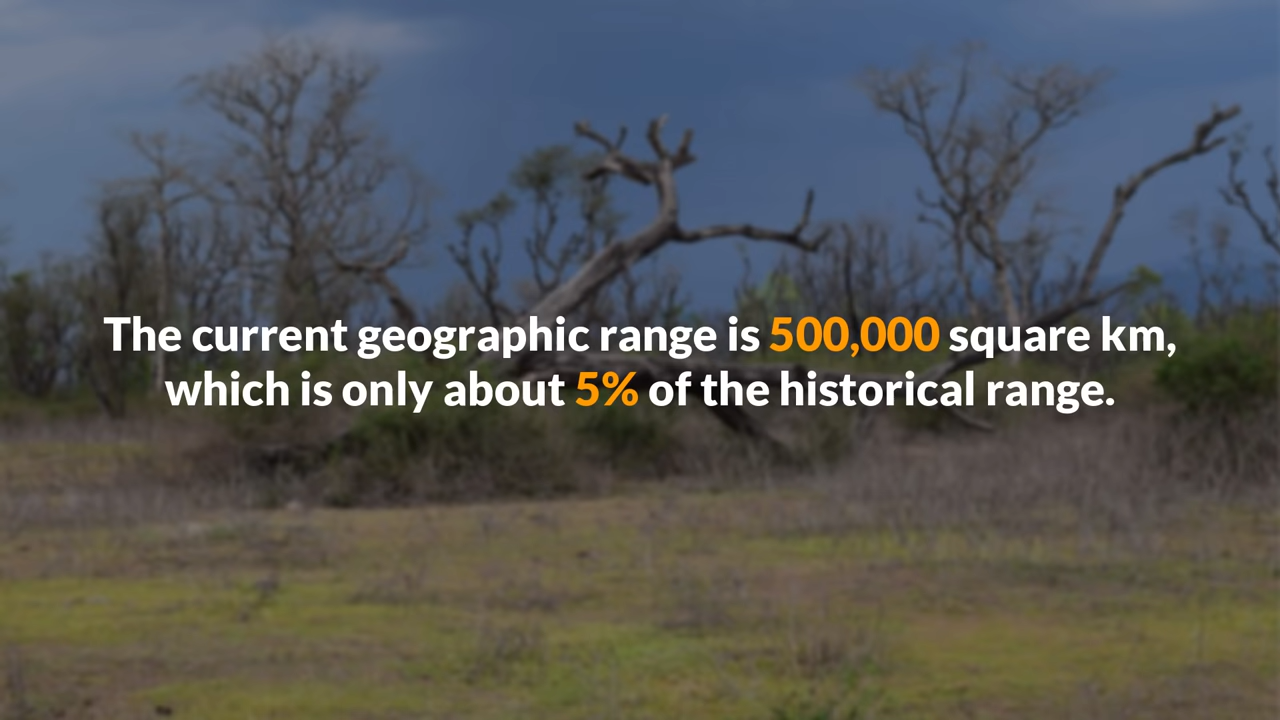 The current geographic range is 500,000 square km,
which is only about 5% of the historical range.